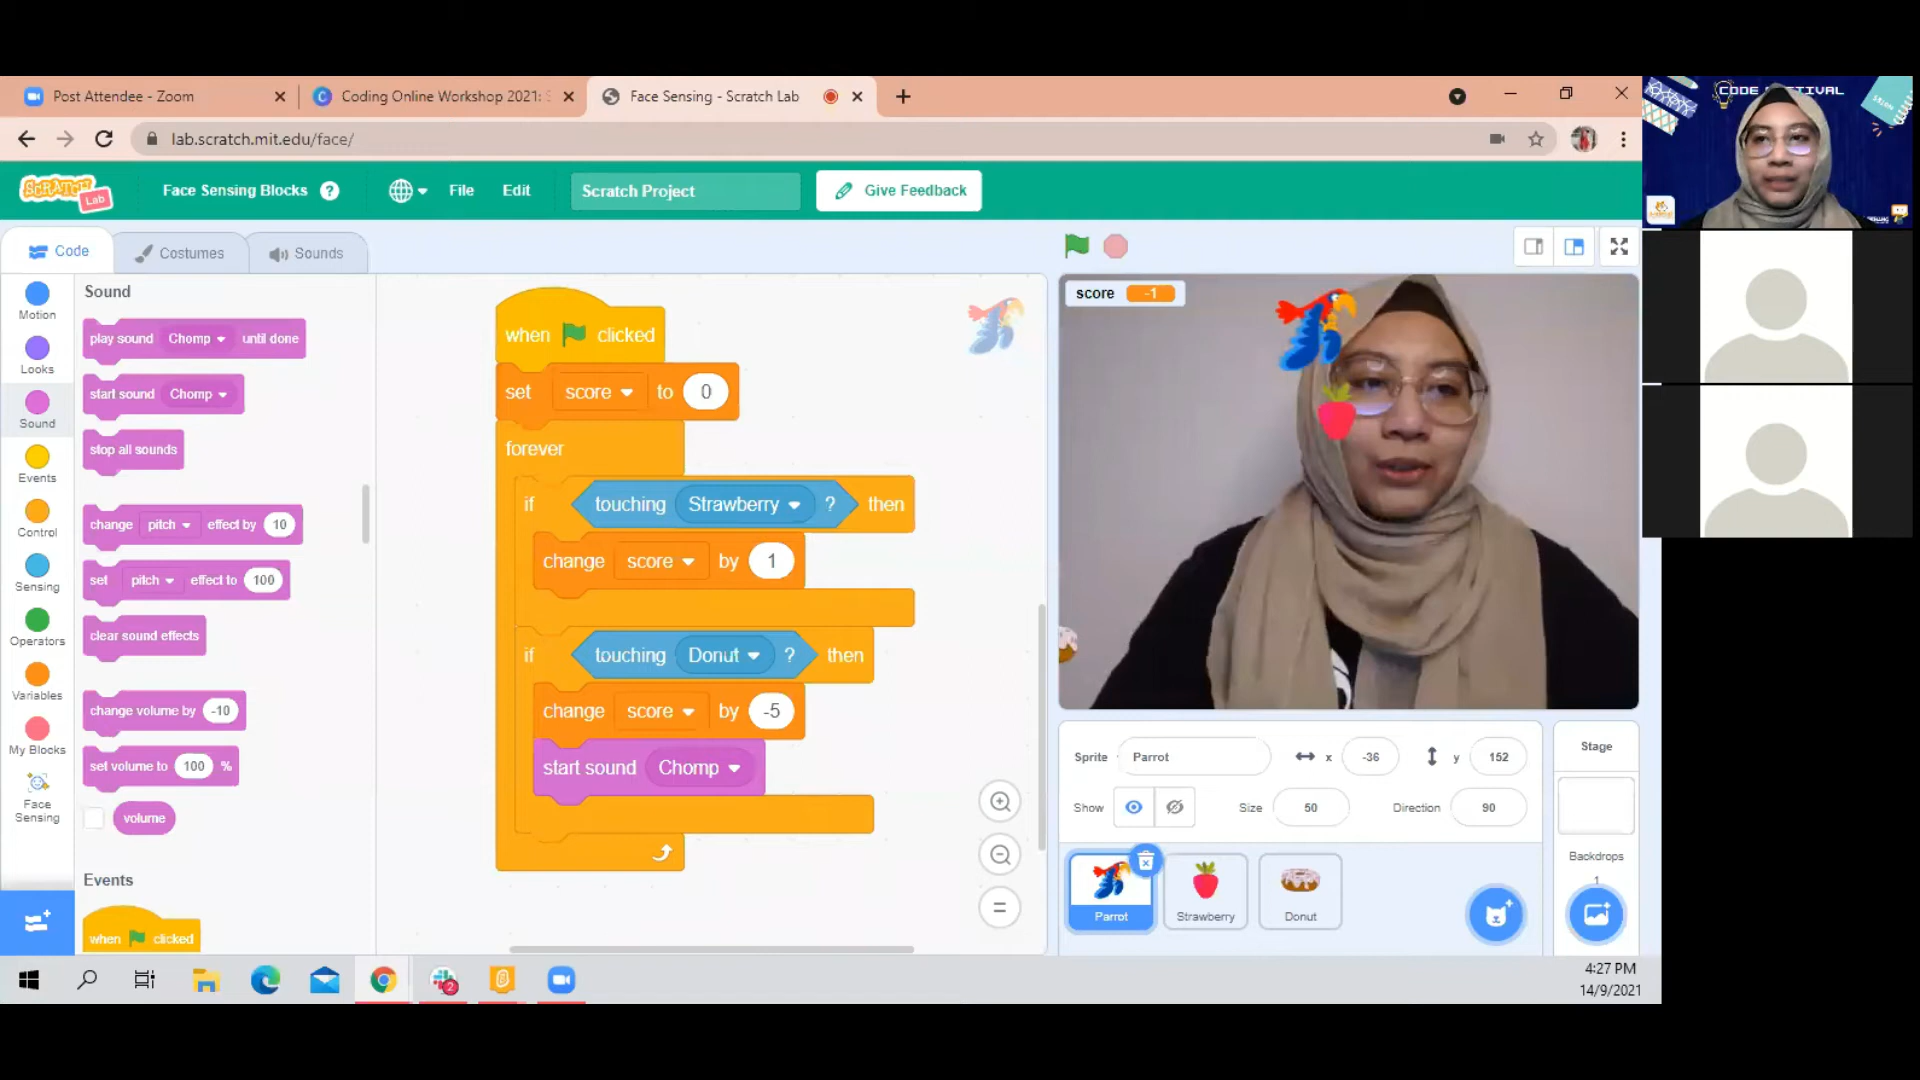 Post Attendee - Zoom
Coding Online Workshop 2021: S
Face Sensing - Scratch Lab
CODE
TIVAL
lab.scratch.mit.edu/face/
SCRATCH
Lab
Face Sensing Blocks
?
File
Edit
Scratch Project
Give Feedback
Code
Costumes
Sounds
Motion
Looks
Sound
Events
Control
Sensing
Operators
Variables
My Blocks
Face
Sensing
Sound
play sound Chomp until done
start sound Chomp
stop all sounds
change pitch effect by 10
set pitch effect to 100
clear sound effects
change volume by -10
set volume to 100 %
volume
Events
when clicked
when clicked
set score to 0
forever
if touching Strawberry ? then
change score by 1
if touching Donut ? then
change score by -5
start sound Chomp
score -1
Sprite Parrot x -36 y 152
Show Size 50 Direction 90
Parrot
Strawberry
Donut
Stage
Backdrops
1
2
4:27 PM
14/9/2021